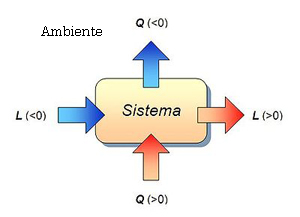 Q (<0)
Ambiente
Sistema
L (<0)
L (>0)
Q (>0)